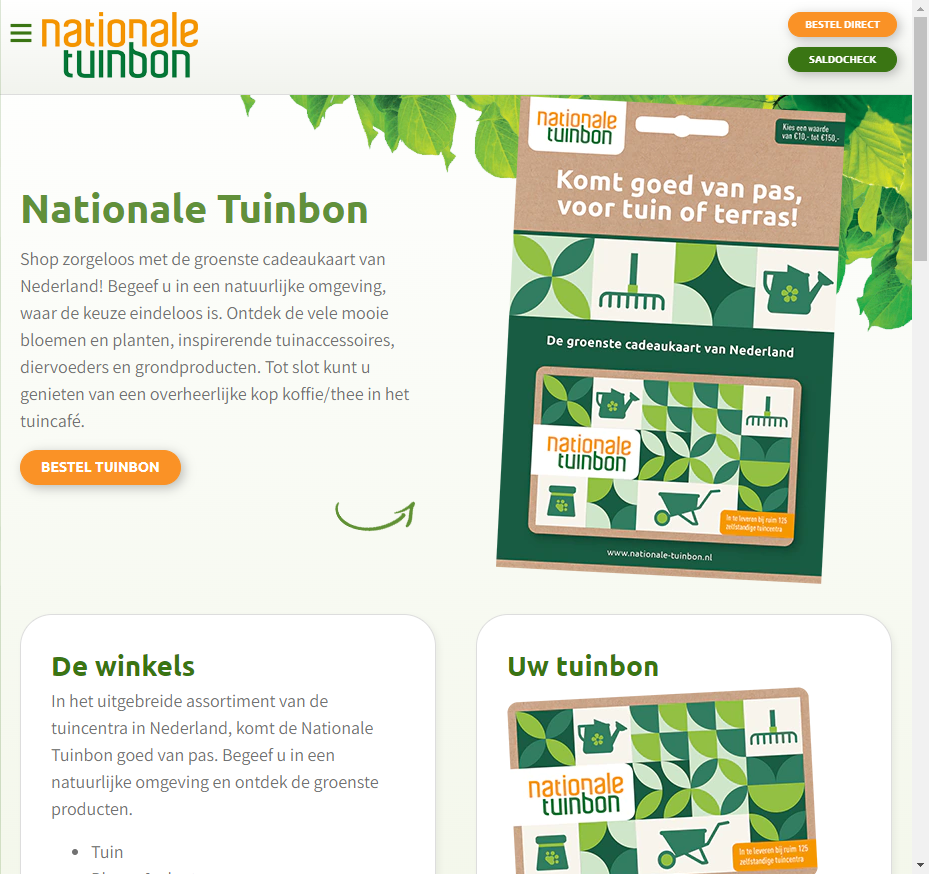 nationale
tuinbon
BESTEL DIRECT
SALDOCHECK
nationale
tuinbon
Kies een waarde
van €10,- tot €150,-
Komt goed van pas,
voor tuin of terras!
De groenste cadeaukaart van Nederland
nationale
tuinbon
In te leveren bij ruim 125
zelfstandige tuincentra
www.nationale-tuinbon.nl
Nationale Tuinbon
Shop zorgeloos met de groenste cadeaukaart van
Nederland! Begeef u in een natuurlijke omgeving,
waar de keuze eindeloos is. Ontdek de vele mooie
bloemen en planten, inspirerende tuinaccessoires,
diervoeders en grondproducten. Tot slot kunt u
genieten van een overheerlijke kop koffie/thee in het
tuincafé.
BESTEL TUINBON
De winkels
In het uitgebreide assortiment van de
tuincentra in Nederland, komt de Nationale
Tuinbon goed van pas. Begeef u in een
natuurlijke omgeving en ontdek de groenste
producten.
• Tuin
Uw tuinbon
nationale
tuinbon
In te leveren bij ruim 125
zelfstandige tuincentra